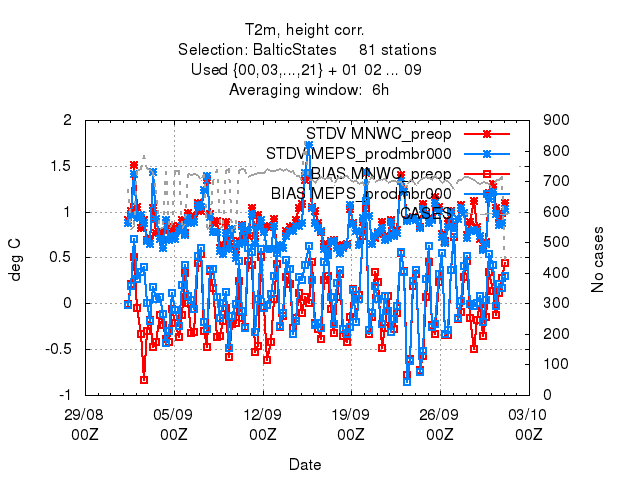 T2m, height corr.
Selection: BalticStates 81 stations
Used {00,03,...,21} + 01 02 ... 09
Averaging window: 6h
STDV MNWC_preop
STDV MEPS_prodmbr000
BIAS MNWC_preop
BIAS MEPS_prodmbr000
CASES
deg C
2
1.5
1
0.5
0
-0.5
-1
No cases
900
800
700
600
500
400
300
200
100
0
29/08 05/09 12/09 19/09 26/09 03/10
00Z 00Z 00Z 00Z 00Z 00Z
Date